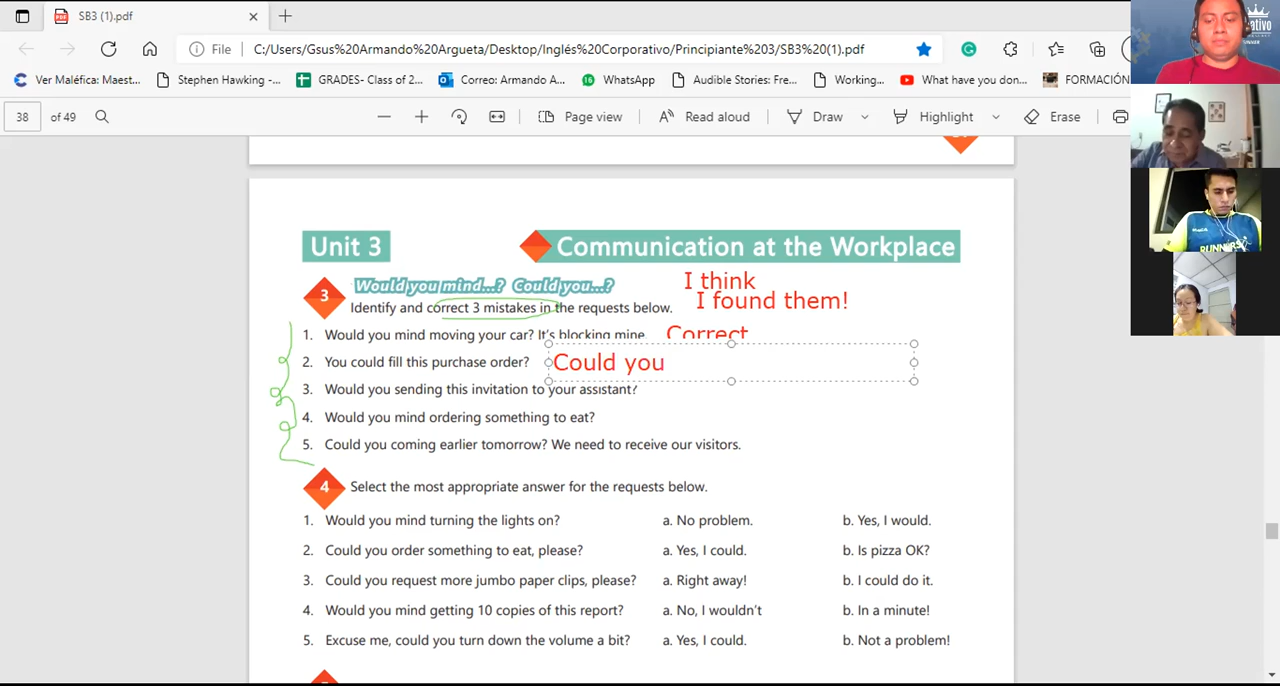 SB3 (1).pdf
ativo
File C:/Users/Gsus%20Armando%20Argueta/Desktop/Inglés%20Corporativo/Principiante%203/SB3%20(1).pdf
Ver Maléfica: Maest... Stephen Hawking -... GRADES- Class of 2... Correo: Armando A... WhatsApp Audible Stories: Fre... Working... What have you don... FORMACIÓN
38 of 49 Page view Read aloud Draw Highlight Erase
Unit 3 Communication at the Workplace
3 Would you mind...? Could you...? I think
Identify and correct 3 mistakes in the requests below. I found them!
1. Would you mind moving your car? It's blocking mine. Correct
2. You could fill this purchase order? Could you
3. Would you sending this invitation to your assistant?
4. Would you mind ordering something to eat?
5. Could you coming earlier tomorrow? We need to receive our visitors.
4 Select the most appropriate answer for the requests below.
1. Would you mind turning the lights on? a. No problem. b. Yes, I would.
2. Could you order something to eat, please? a. Yes, I could. b. Is pizza OK?
3. Could you request more jumbo paper clips, please? a. Right away! b. I could do it.
4. Would you mind getting 10 copies of this report? a. No, I wouldn't b. In a minute!
5. Excuse me, could you turn down the volume a bit? a. Yes, I could. b. Not a problem!
RUNNERS